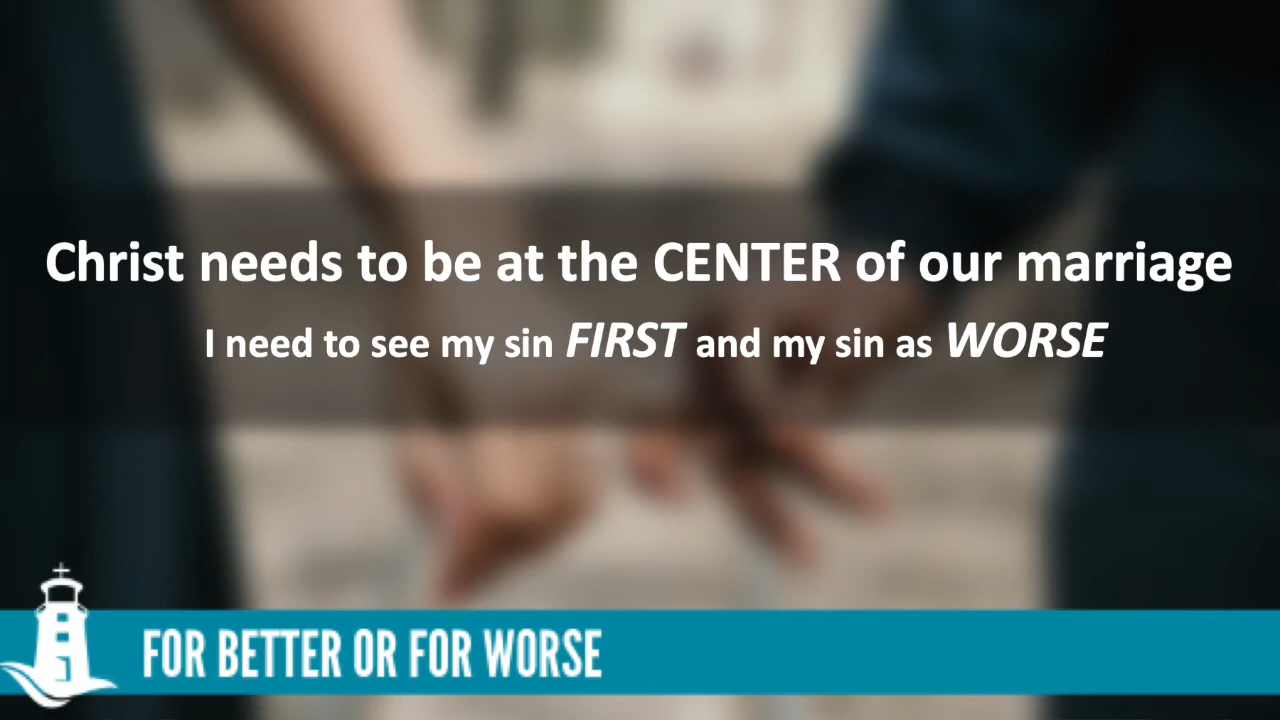 Christ needs to be at the CENTER of our marriage
I need to see my sin FIRST and my sin as WORSE
FOR BETTER OR FOR WORSE